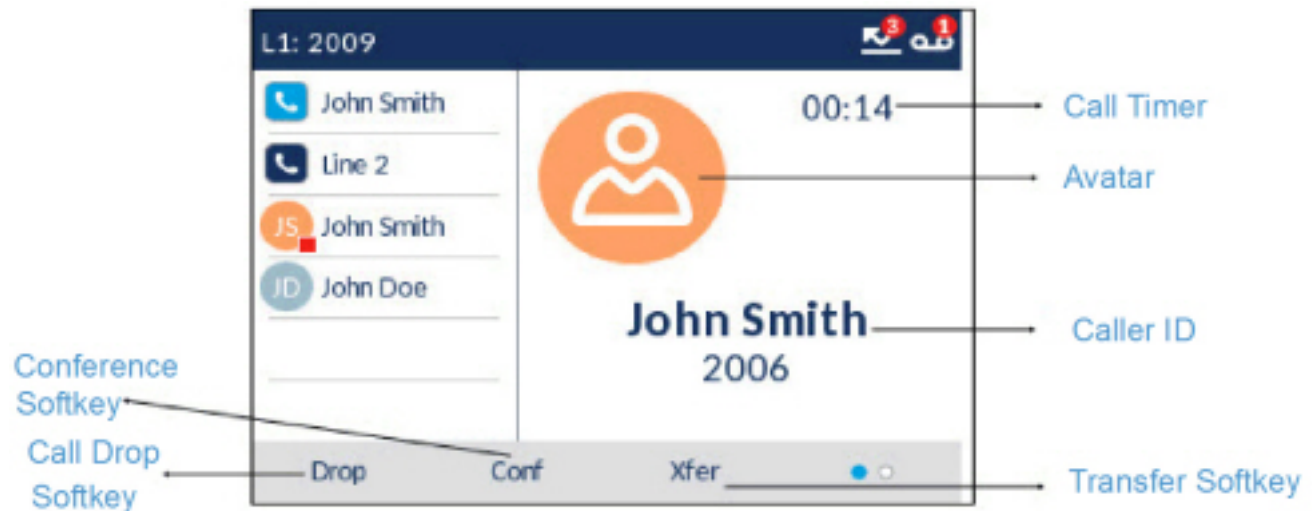 L1: 2009
3
1
John Smith
Line 2
JS
John Smith
JD
John Doe
00:14
John Smith
2006
Drop
Conf
Xfer
Call Timer
Avatar
Caller ID
Transfer Softkey
Conference
Softkey
Call Drop
Softkey